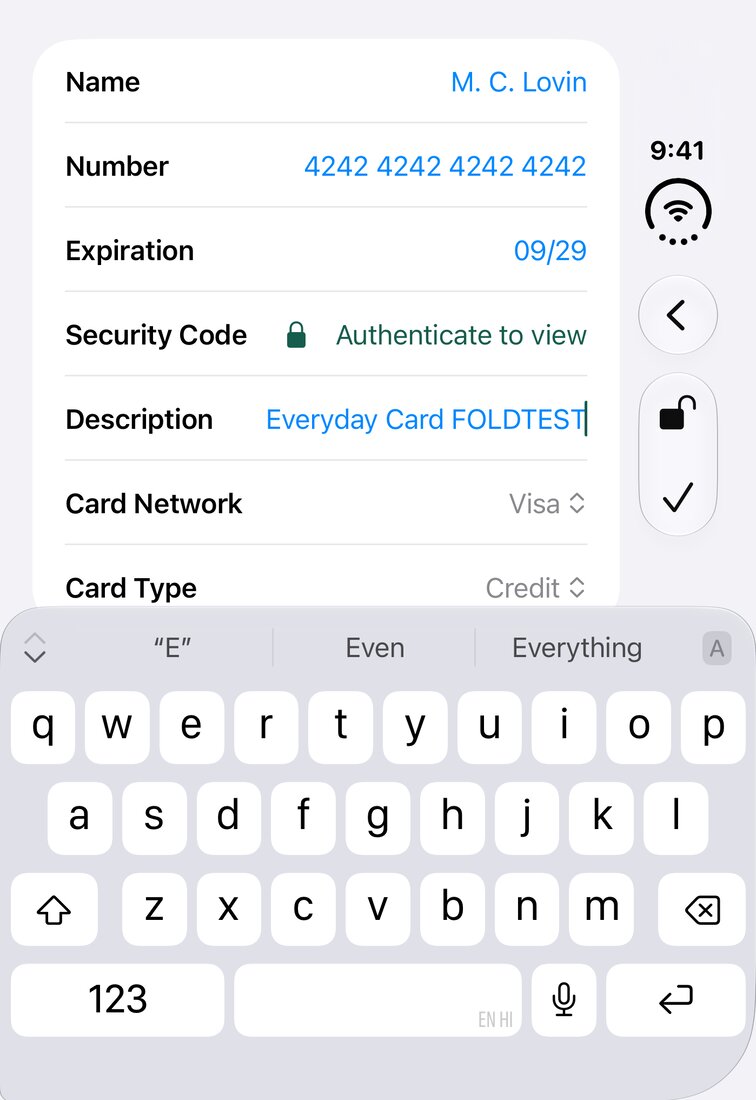 Name M. C. Lovin
9:41
Number 4242 4242 4242 4242
Expiration 09/29
Security Code Authenticate to view
Description Everyday Card FOLDTEST
Card Network Visa
Card Type Credit
“E” Even Everything A
q w e r t y u i o p
a s d f g h j k l
z x c v b n m
123 EN HI